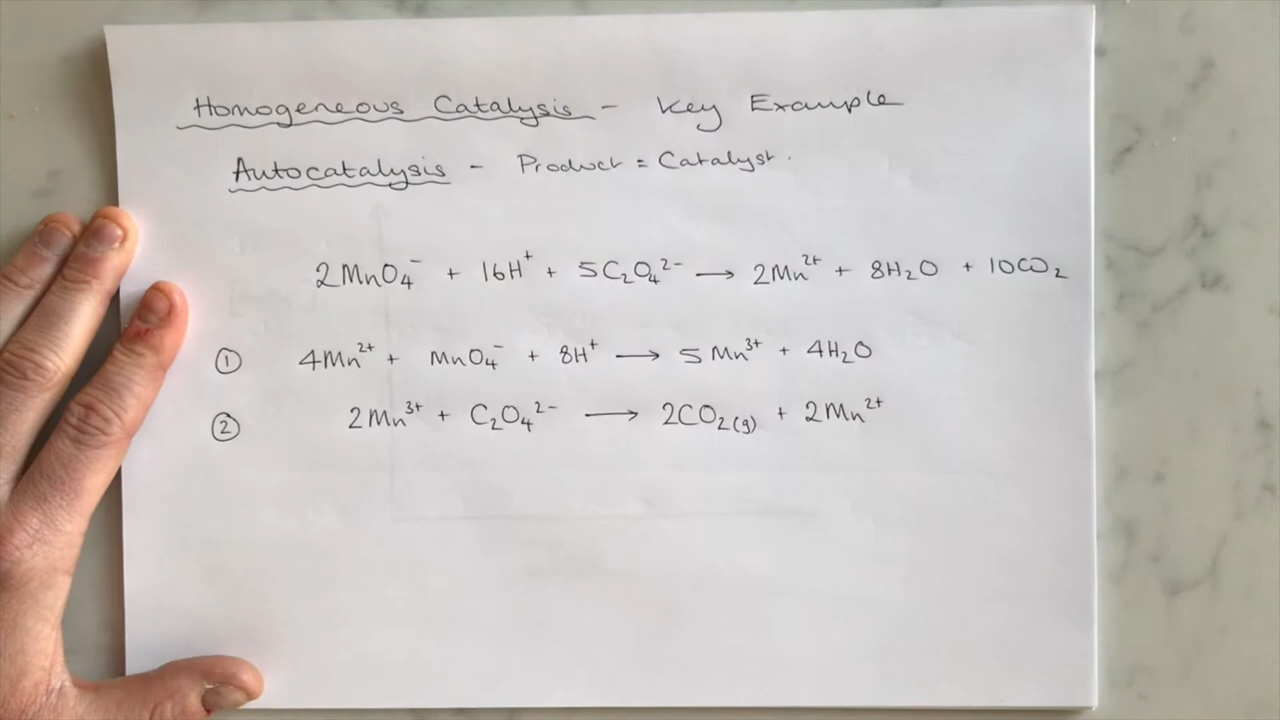 Homogeneous Catalysis - Key Example
Autocatalysis - Product = Catalyst.
2MnO₄⁻ + 16H⁺ + 5C₂O₄²⁻ → 2Mn²⁺ + 8H₂O + 10CO₂
① 4Mn²⁺ + MnO₄⁻ + 8H⁺ → 5Mn³⁺ + 4H₂O
② 2Mn³⁺ + C₂O₄²⁻ → 2CO₂(g) + 2Mn²⁺